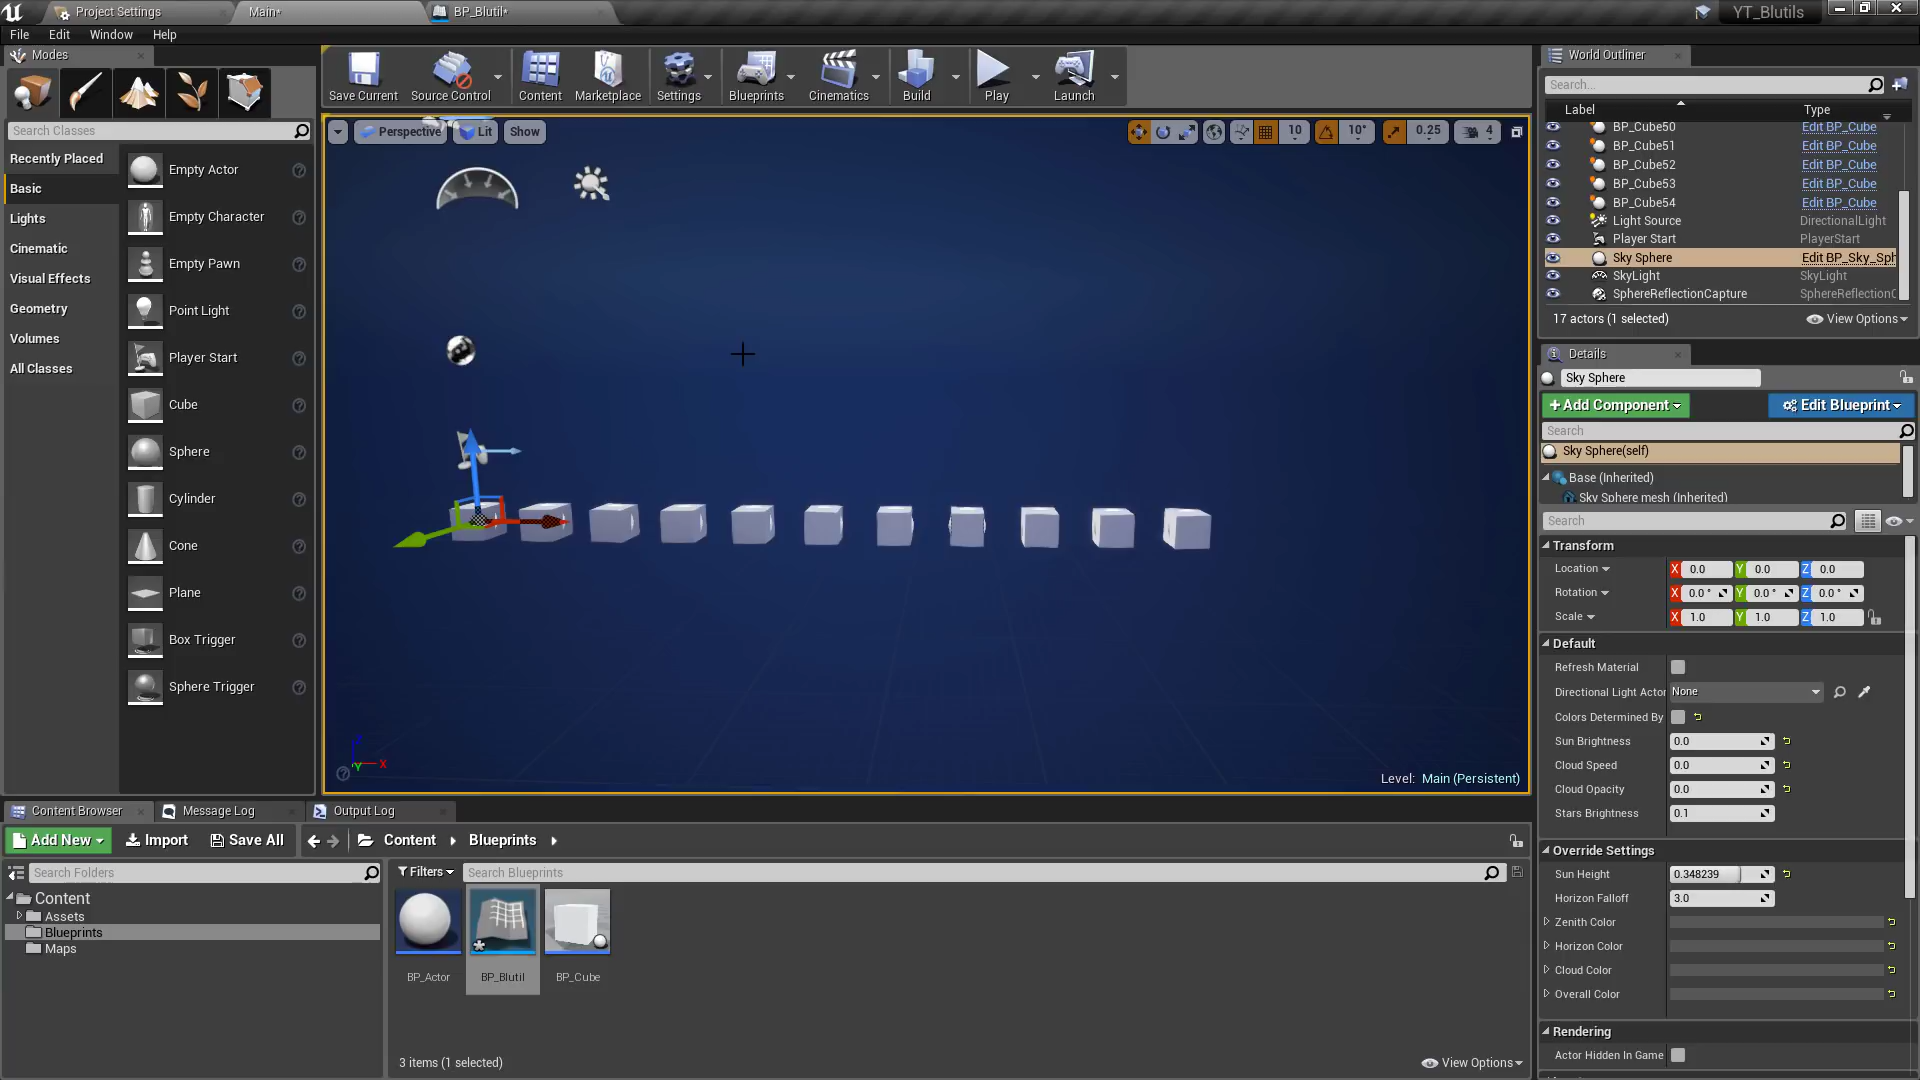 Project Settings
Main*
BP_Blutil*
YT_Blutils
File Edit Window Help
Modes
Save Current
Source Control
Content
Marketplace
Settings
Blueprints
Cinematics
Build
Play
Launch
Search Classes
Recently Placed
Basic
Lights
Cinematic
Visual Effects
Geometry
Volumes
All Classes
Empty Actor
Empty Character
Empty Pawn
Point Light
Player Start
Cube
Sphere
Cylinder
Cone
Plane
Box Trigger
Sphere Trigger
Perspective Lit Show
10 10° 0.25 4
X
Y
Level: Main (Persistent)
World Outliner
Search...
Label Type
BP_Cube50 Edit BP_Cube
BP_Cube51 Edit BP_Cube
BP_Cube52 Edit BP_Cube
BP_Cube53 Edit BP_Cube
BP_Cube54 Edit BP_Cube
Light Source DirectionalLight
Player Start PlayerStart
Sky Sphere Edit BP_Sky_Sph
SkyLight SkyLight
SphereReflectionCapture SphereReflectionC
17 actors (1 selected) View Options
Details
Sky Sphere
+ Add Component Edit Blueprint
Search
Sky Sphere(self)
Base (Inherited)
Sky Sphere mesh (Inherited)
Search
Transform
Location X 0.0 Y 0.0 Z 0.0
Rotation X 0.0 ° Y 0.0 ° Z 0.0 °
Scale X 1.0 Y 1.0 Z 1.0
Default
Refresh Material
Directional Light Actor None
Colors Determined By
Sun Brightness 0.0
Cloud Speed 0.0
Cloud Opacity 0.0
Stars Brightness 0.1
Override Settings
Sun Height 0.348239
Horizon Falloff 3.0
Zenith Color
Horizon Color
Cloud Color
Overall Color
Rendering
Actor Hidden In Game
Content Browser Message Log Output Log
Add New Import Save All Content Blueprints
Search Folders
Content
Assets
Blueprints
Maps
Filters Search Blueprints
BP_Actor BP_Blutil BP_Cube
3 items (1 selected) View Options